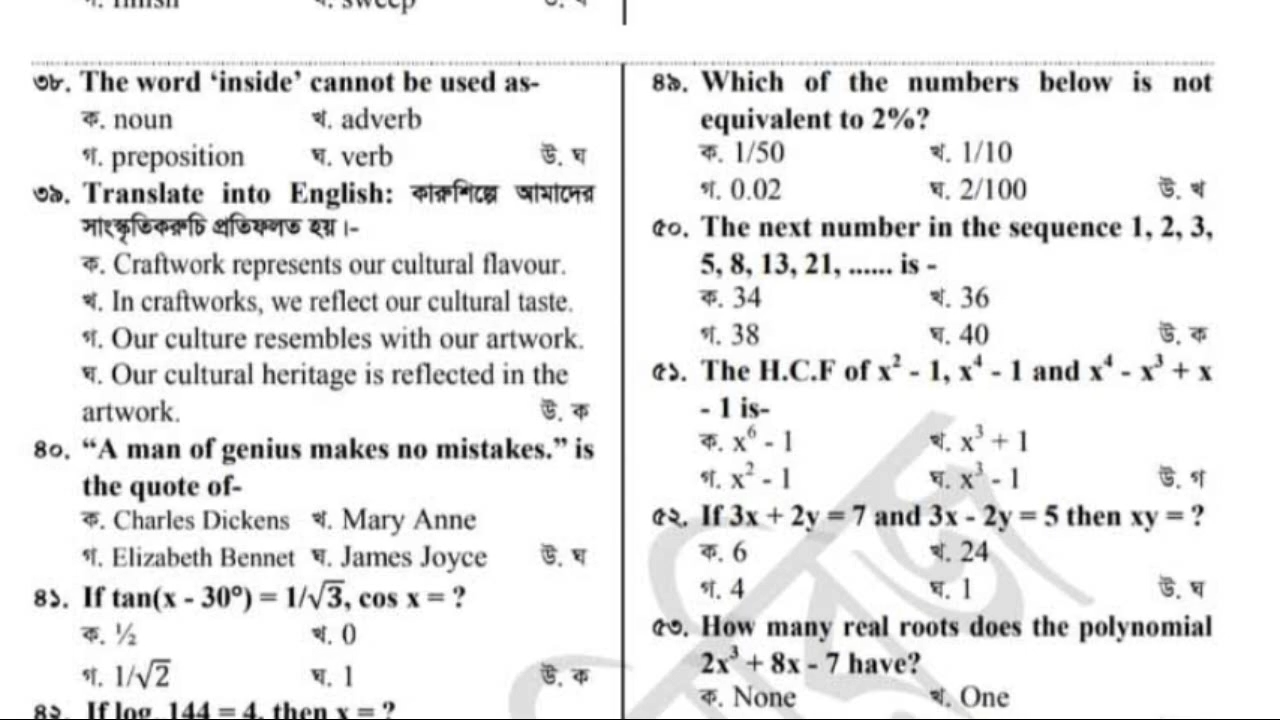 ৩৮. The word ‘inside’ cannot be used as-
ক. noun খ. adverb
গ. preposition ঘ. verb উ. ঘ
৩৯. Translate into English: কারুশিল্পে আমাদের
সাংস্কৃতিকরুচি প্রতিফলত হয়।-
ক. Craftwork represents our cultural flavour.
খ. In craftworks, we reflect our cultural taste.
গ. Our culture resembles with our artwork.
ঘ. Our cultural heritage is reflected in the
artwork. উ. ক
৪০. “A man of genius makes no mistakes.” is
the quote of-
ক. Charles Dickens খ. Mary Anne
গ. Elizabeth Bennet ঘ. James Joyce উ. ঘ
৪১. If tan(x - 30°) = 1/√3, cos x = ?
ক. ½ খ. 0
গ. 1/√2 ঘ. 1 উ. ক
৪২. If log 144 = 4, then x = ?
৪৯. Which of the numbers below is not
equivalent to 2%?
ক. 1/50 খ. 1/10
গ. 0.02 ঘ. 2/100 উ. খ
৫০. The next number in the sequence 1, 2, 3,
5, 8, 13, 21, ...... is -
ক. 34 খ. 36
গ. 38 ঘ. 40 উ. ক
৫১. The H.C.F of x² - 1, x⁴ - 1 and x⁴ - x³ + x
- 1 is-
ক. x⁶ - 1 খ. x³ + 1
গ. x² - 1 ঘ. x³ - 1 উ. গ
৫২. If 3x + 2y = 7 and 3x - 2y = 5 then xy = ?
ক. 6 খ. 24
গ. 4 ঘ. 1 উ. ঘ
৫৩. How many real roots does the polynomial
2x³ + 8x - 7 have?
ক. None খ. One